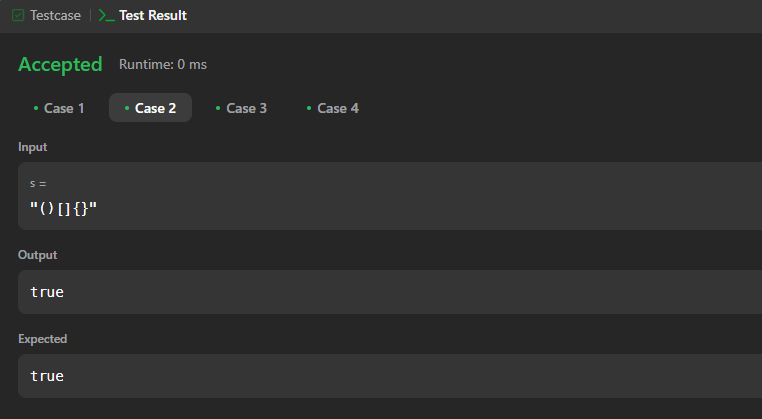 Testcase | >_ Test Result
Accepted Runtime: 0 ms
• Case 1 • Case 2 • Case 3 • Case 4
Input
s =
"()[]{}"
Output
true
Expected
true